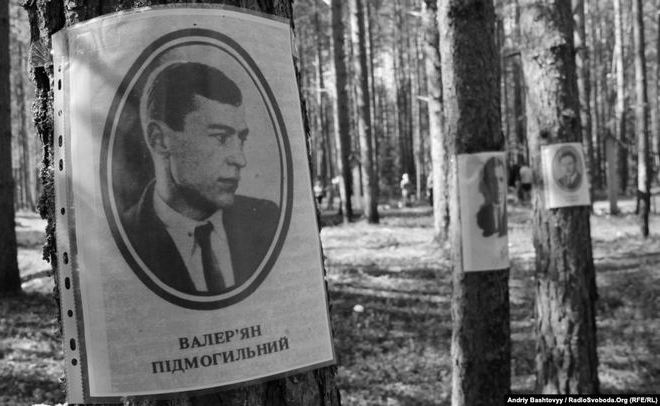 ВАЛЕР'ЯН
ПІДМОГИЛЬНИЙ
Andriy Bashtovyy / RadioSvoboda.Org (RFE/RL)